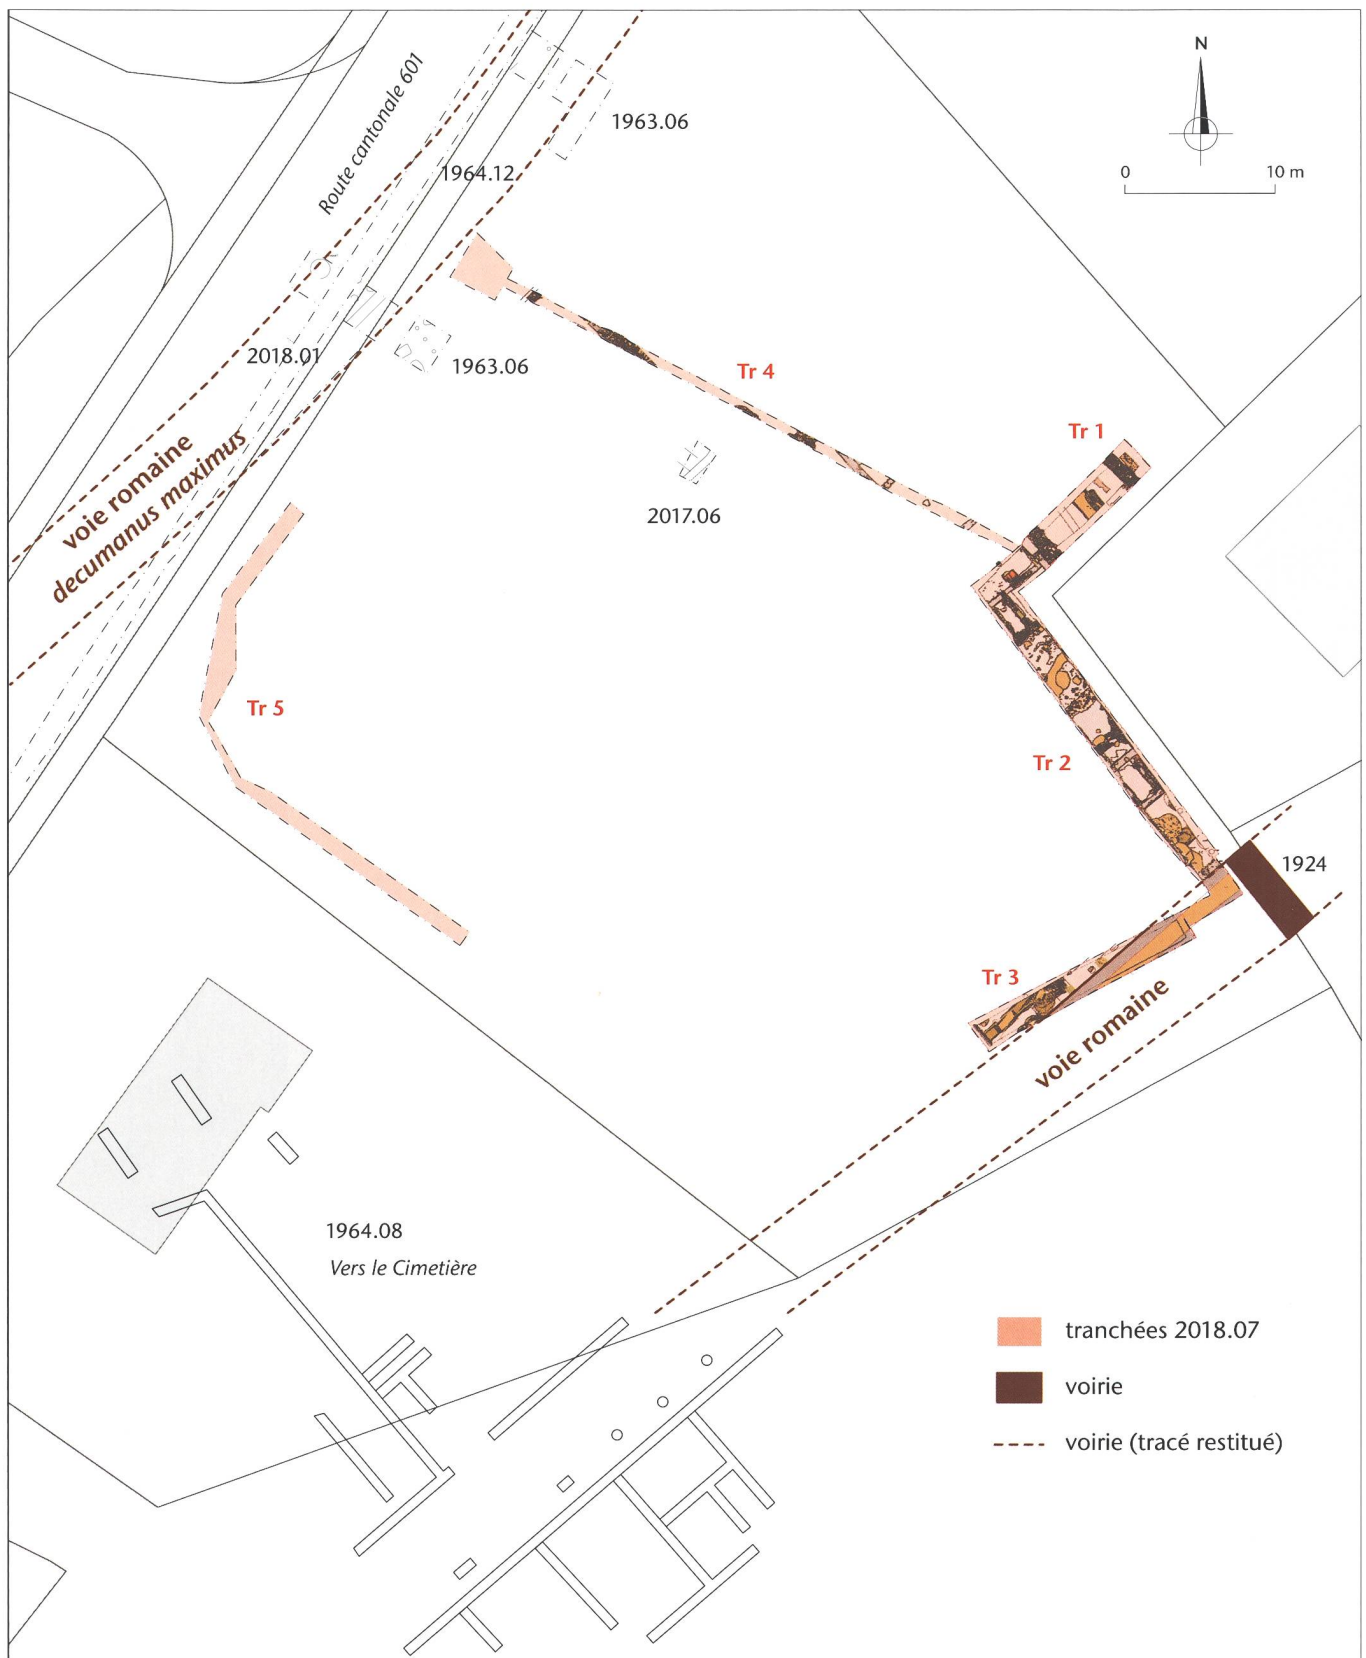 N
0 10 m
Route cantonale 601
1963.06
1964.12
2018.01
1963.06
Tr 4
Tr 1
voie romaine
decumanus maximus
2017.06
Tr 5
Tr 2
1924
Tr 3
voie romaine
1964.08
Vers le Cimetière
tranchées 2018.07
voirie
voirie (tracé restitué)